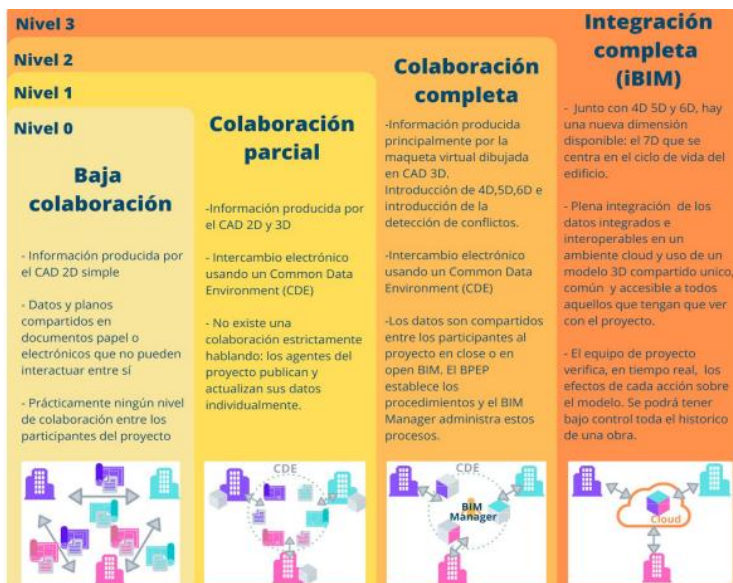 Nivel 3
Nivel 2
Nivel 1
Nivel 0
Baja
colaboración
- Información producida por
el CAD 2D simple
- Datos y planos
compartidos en
documentos papel o
electrónicos que no pueden
interactuar entre sí
- Prácticamente ningún nivel
de colaboración entre los
participantes del proyecto
Colaboración
parcial
-Información producida por
el CAD 2D y 3D
- Intercambio electrónico
usando un Common Data
Environment (CDE)
- No existe una
colaboración estrictamente
hablando: los agentes del
proyecto publican y
actualizan sus datos
individualmente.
CDE
Colaboración
completa
-Información producida
principalmente por la
maqueta virtual dibujada
en CAD 3D.
Introducción de 4D,5D,6D e
introducción de la
detección de conflictos.
-Intercambio electrónico
usando un Common Data
Environment (CDE)
-Los datos son compartidos
entre los participantes al
proyecto en close o en
open BIM. El BPEP
establece los
procedimientos y el BIM
Manager administra estos
procesos.
CDE
BIM
Manager
Integración
completa
(iBIM)
- Junto con 4D 5D y 6D, hay
una nueva dimensión
disponible: el 7D que se
centra en el ciclo de vida del
edificio.
- Plena integración de los
datos integrados e
interoperables en un
ambiente cloud y uso de un
modelo 3D compartido unico,
común y accesible a todos
aquellos que tengan que ver
con el proyecto.
- El equipo de proyecto
verifica, en tiempo real, los
efectos de cada acción sobre
el modelo. Se podrá tener
bajo control toda el historico
de una obra.
Cloud